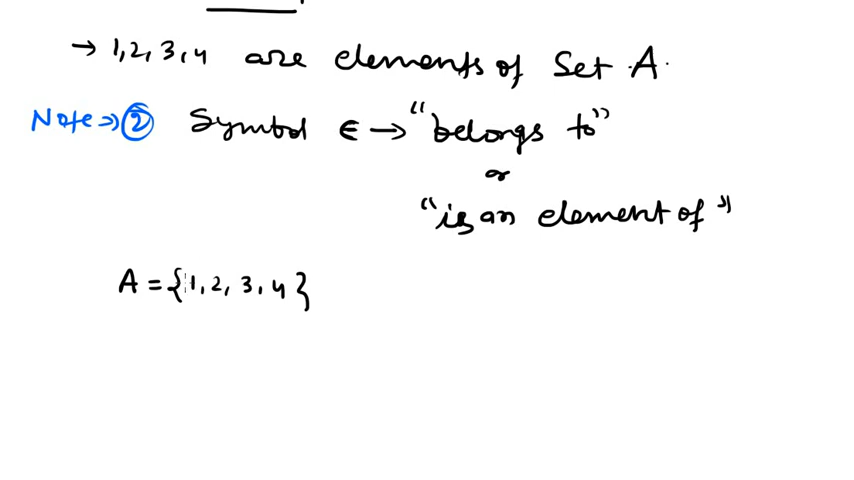 → 1, 2, 3, 4 are elements of Set A.
Note ⇒ ② Symbol ∈ → "belongs to"
or
"is an element of"
A = {1, 2, 3, 4}